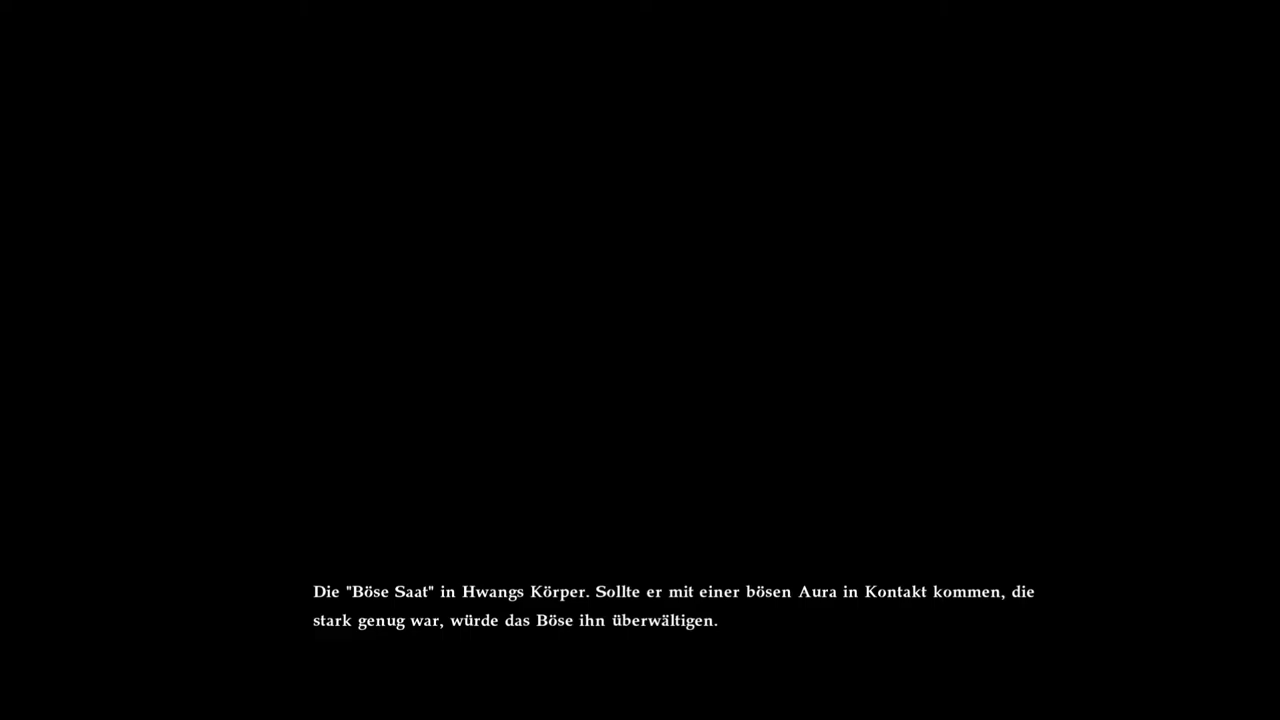 Die "Böse Saat" in Hwangs Körper. Sollte er mit einer bösen Aura in Kontakt kommen, die
stark genug war, würde das Böse ihn überwältigen.